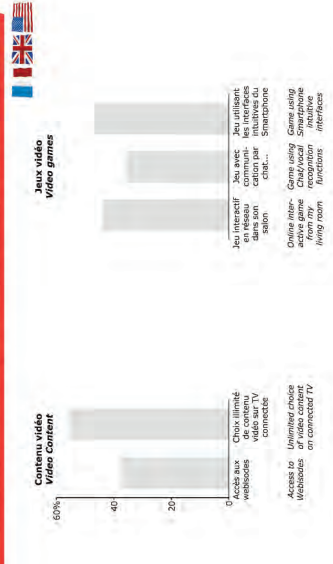 Contenu vidéo
Video Content
Jeux vidéo
Video games
60%
40
20
0
Accès aux
webisodes
Access to
Webisodes
Choix illimité
de contenu
vidéo sur TV
connectée
Unlimited choice
of video content
on connected TV
Jeu interactif
en réseau
dans son
salon
Online inter-
active game
from my
living room
Jeu avec
communi-
cation par
chat...
Game using
Chat/vocal
recognition
functions
Jeu utilisant
les interfaces
intuitives du
Smartphone
Game using
Smartphone
intuitive
interfaces